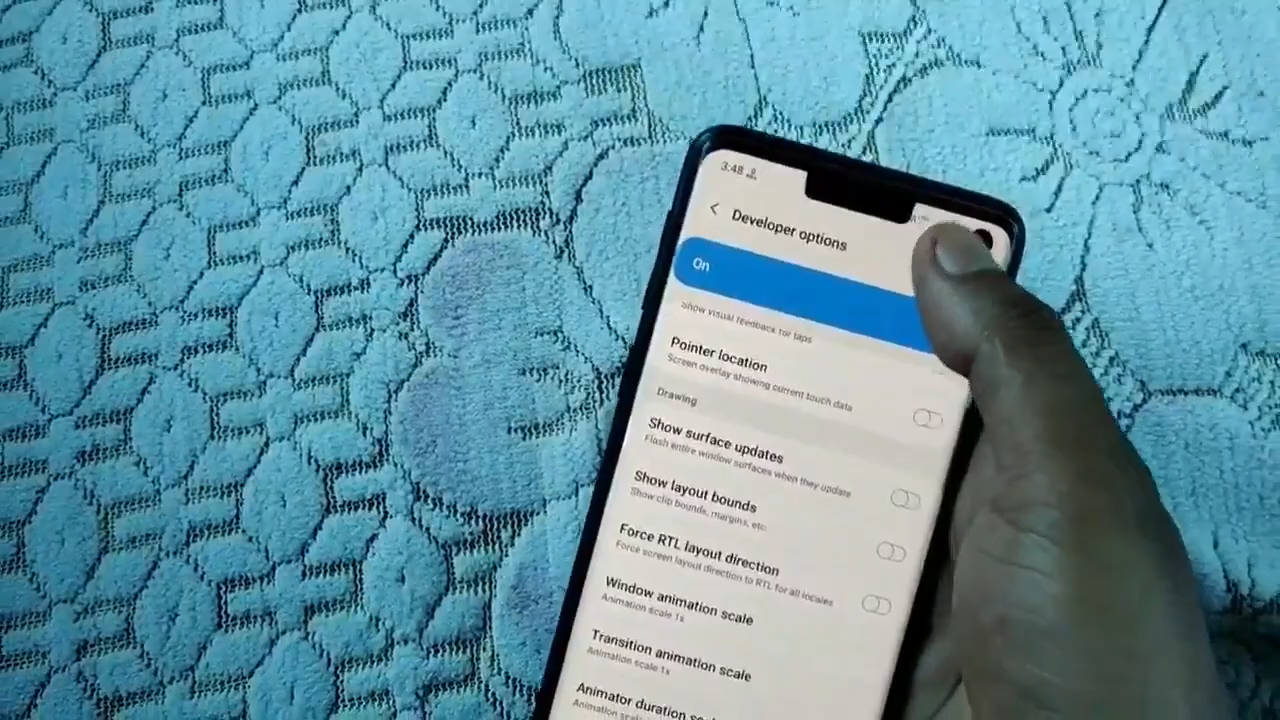 3:48
Developer options
On
Show visual feedback for taps
Pointer location
Screen overlay showing current touch data
Drawing
Show surface updates
Flash entire window surfaces when they update
Show layout bounds
Show clip bounds, margins, etc.
Force RTL layout direction
Force screen layout direction to RTL for all locales
Window animation scale
Animation scale 1x
Transition animation scale
Animation scale 1x
Animator duration
Animation